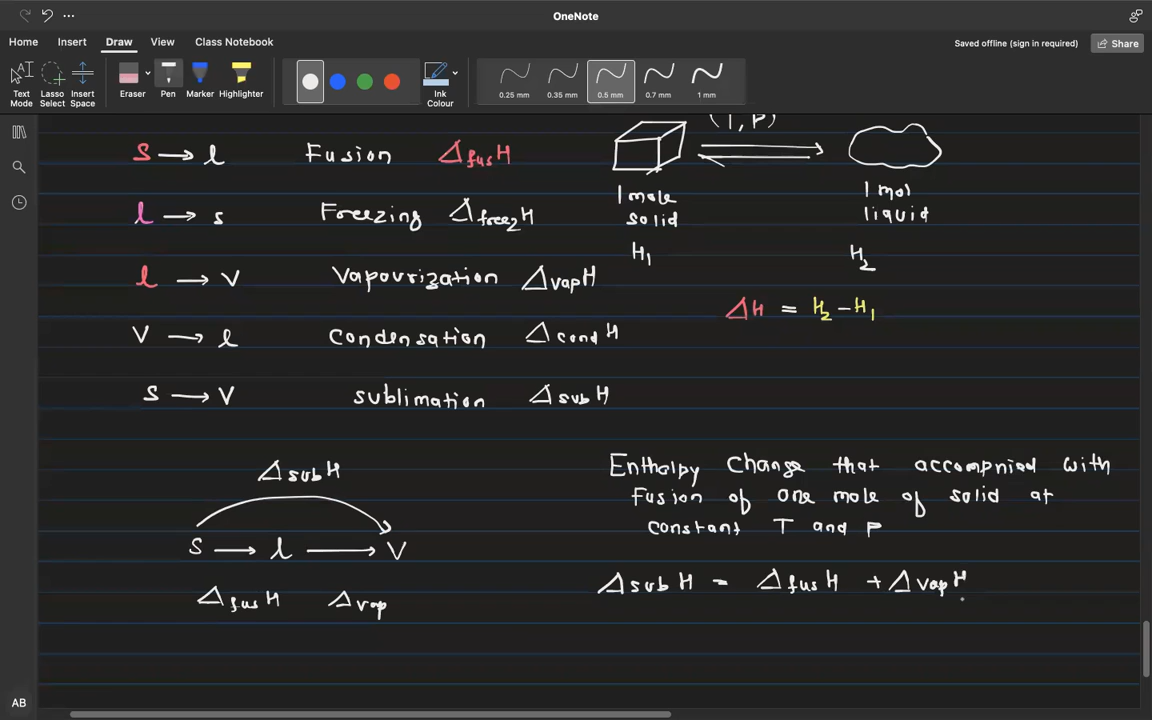 OneNote
Home Insert Draw View Class Notebook
Saved offline (sign in required) Share
Text Mode
Lasso Select
Insert Space
Eraser
Pen
Marker
Highlighter
Ink Colour
0.25 mm
0.35 mm
0.5 mm
0.7 mm
1 mm
S → l Fusion ΔfusH
l → s Freezing ΔfreezH
l → V Vapourization ΔvapH
V → l Condensation ΔcondH
S → V sublimation ΔsubH
ΔsubH
S → l → V
ΔfusH Δvap
(T, P)
1 mole solid
1 mol liquid
H1 H2
ΔH = H2 - H1
Enthalpy Change that accompnied with
Fusion of one mole of solid at
constant T and P
ΔsubH = ΔfusH + ΔvapH
AB